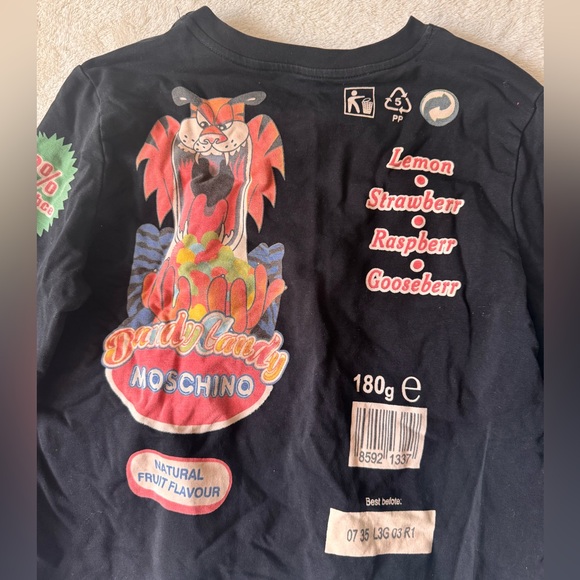 5
PP
Lemon
Strawberr
Raspberr
Gooseberr
Dandy Candy
MOSCHINO
180g e
8592 1337
NATURAL
FRUIT FLAVOUR
Best before:
07 35 L3G 03 R1